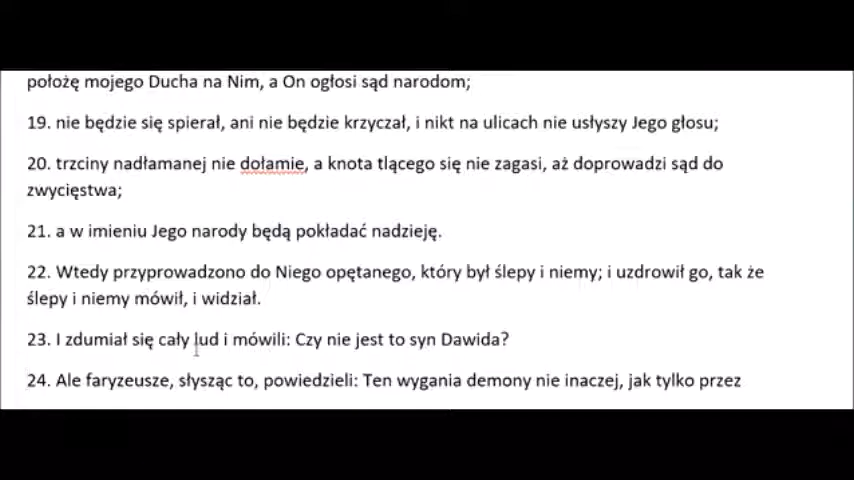 położę mojego Ducha na Nim, a On ogłosi sąd narodom;
19. nie będzie się spierał, ani nie będzie krzyczał, i nikt na ulicach nie usłyszy Jego głosu;
20. trzciny nadłamanej nie dołamie, a knota tlącego się nie zagasi, aż doprowadzi sąd do
zwycięstwa;
21. a w imieniu Jego narody będą pokładać nadzieję.
22. Wtedy przyprowadzono do Niego opętanego, który był ślepy i niemy; i uzdrowił go, tak że
ślepy i niemy mówił, i widział.
23. I zdumiał się cały lud i mówili: Czy nie jest to syn Dawida?
24. Ale faryzeusze, słysząc to, powiedzieli: Ten wygania demony nie inaczej, jak tylko przez